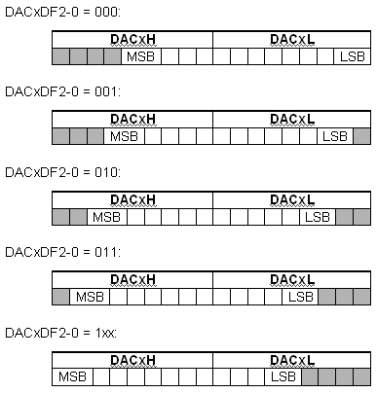 DACxDF2-0 = 000:
DACxH DACxL
MSB LSB
DACxDF2-0 = 001:
DACxH DACxL
MSB LSB
DACxDF2-0 = 010:
DACxH DACxL
MSB LSB
DACxDF2-0 = 011:
DACxH DACxL
MSB LSB
DACxDF2-0 = 1xx:
DACxH DACxL
MSB LSB